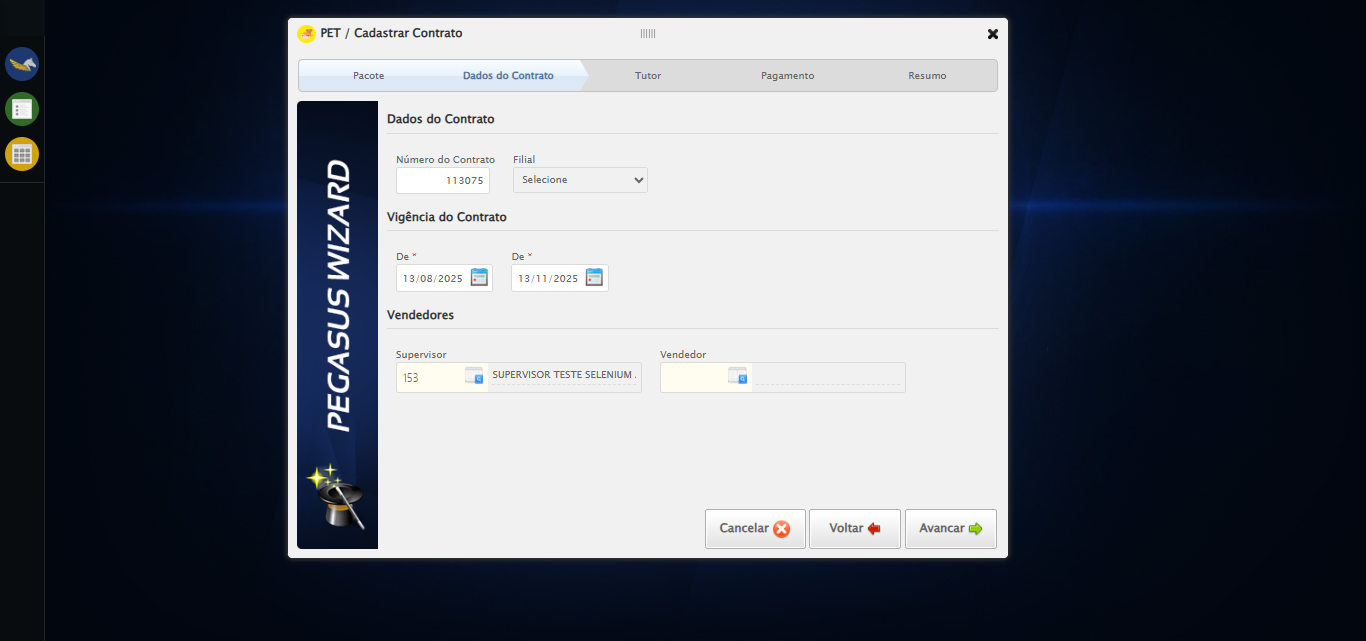 PET / Cadastrar Contrato
Pacote Dados do Contrato Tutor Pagamento Resumo
PEGASUS WIZARD
Dados do Contrato
Número do Contrato Filial
113075 Selecione
Vigência do Contrato
De * De *
13/08/2025 13/11/2025
Vendedores
Supervisor Vendedor
153 SUPERVISOR TESTE SELENIUM
Cancelar Voltar Avancar